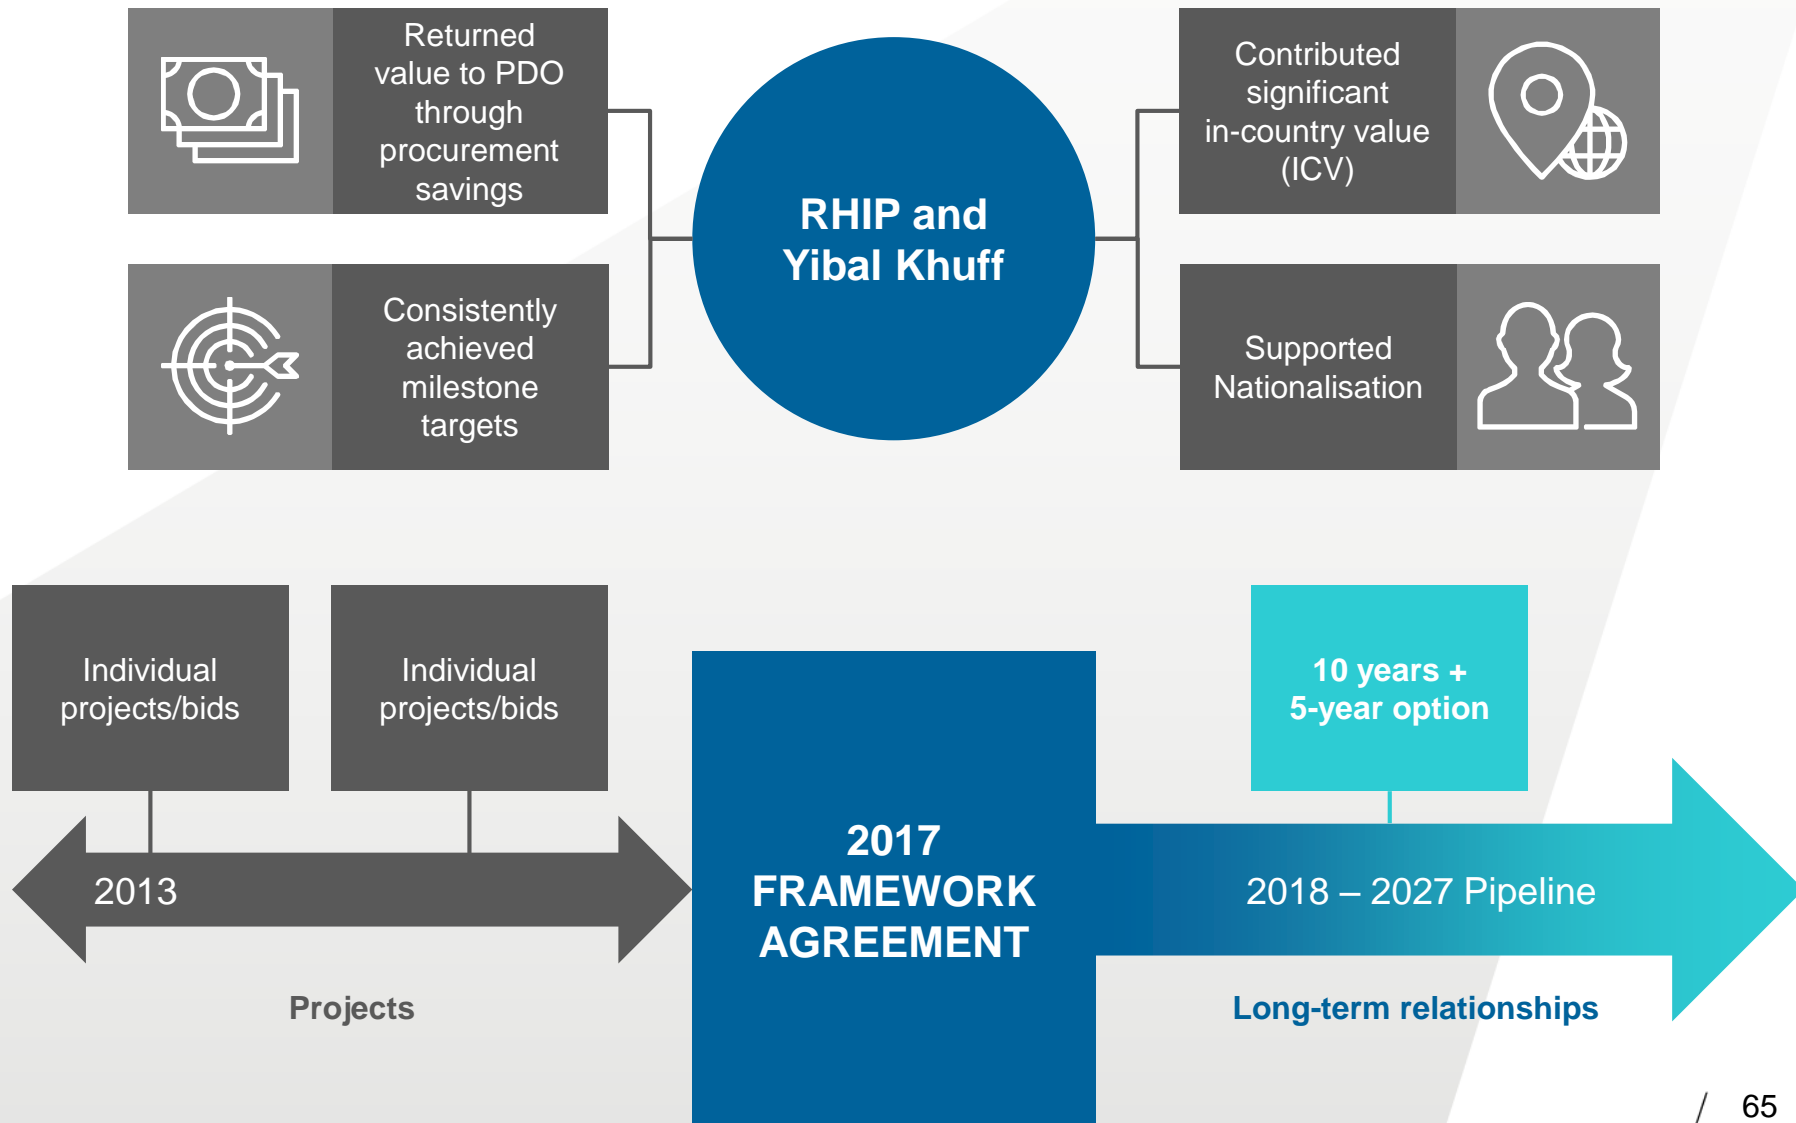 Returned
value to PDO
through
procurement
savings
Consistently
achieved
milestone
targets
RHIP and
Yibal Khuff
Contributed
significant
in-country value
(ICV)
Supported
Nationalisation
Individual
projects/bids
Individual
projects/bids
2013
Projects
2017
FRAMEWORK
AGREEMENT
10 years +
5-year option
2018 – 2027 Pipeline
Long-term relationships
/ 65